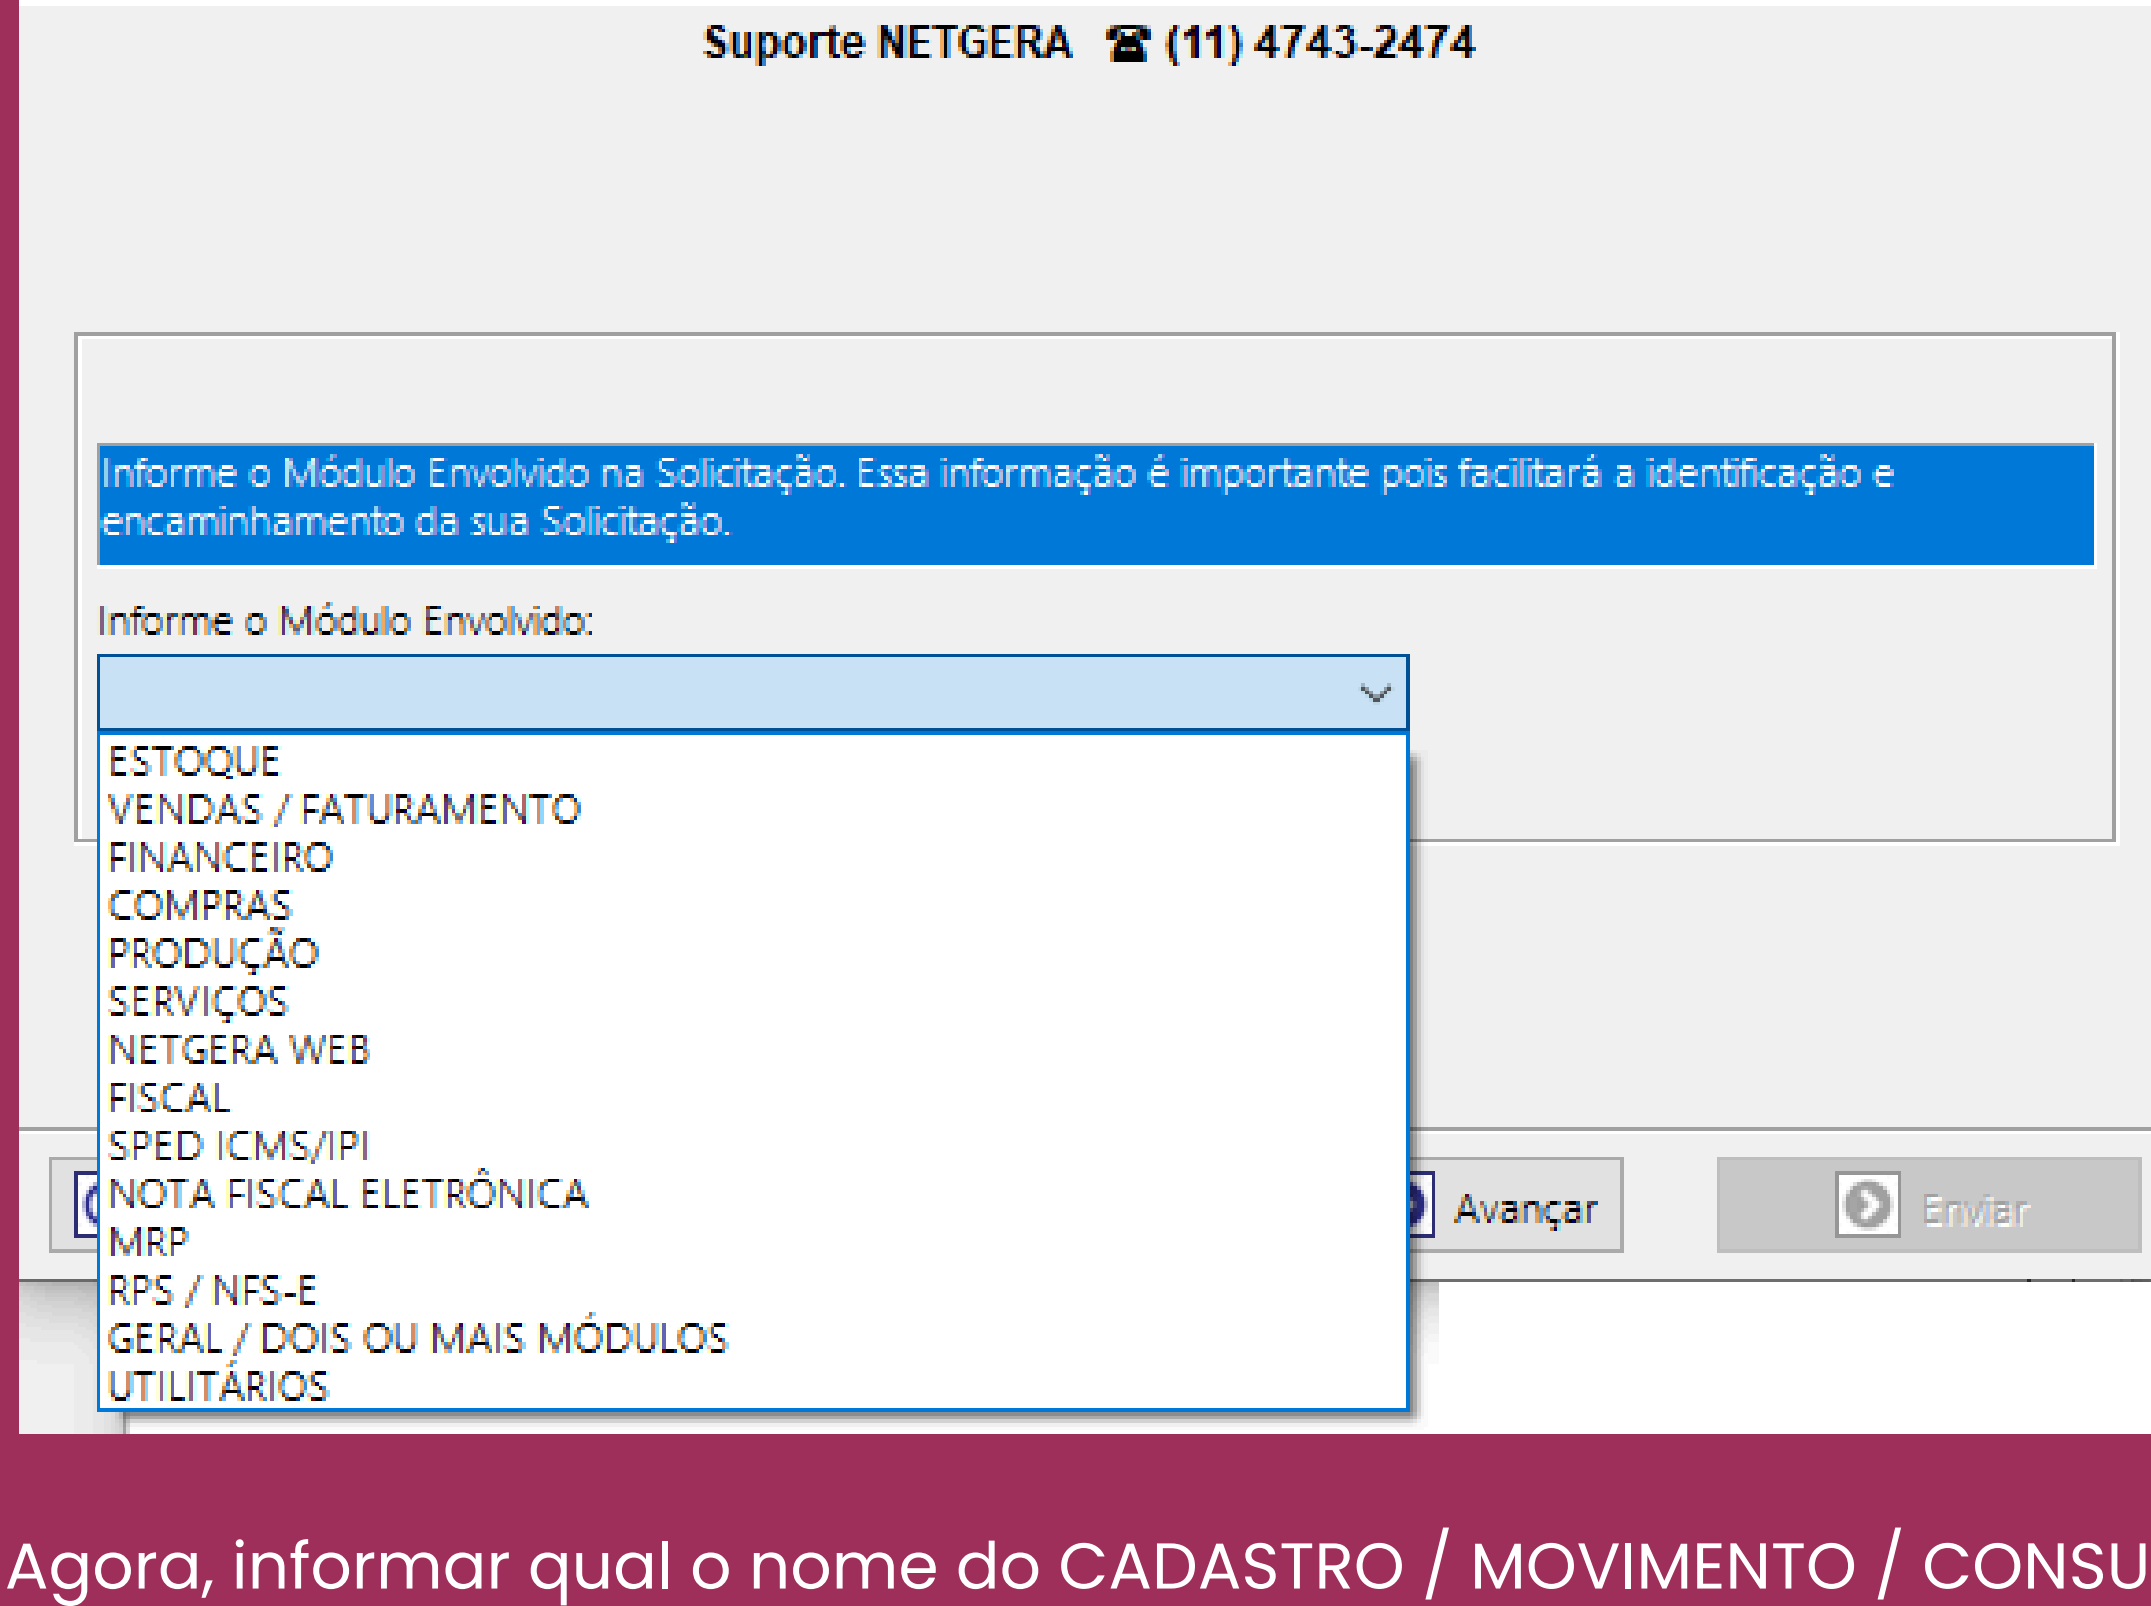 Suporte NETGERA ☎ (11) 4743-2474
Informe o Módulo Envolvido na Solicitação. Essa informação é importante pois facilitará a identificação e
encaminhamento da sua Solicitação.
Informe o Módulo Envolvido:
ESTOQUE
VENDAS / FATURAMENTO
FINANCEIRO
COMPRAS
PRODUÇÃO
SERVIÇOS
NETGERA WEB
FISCAL
SPED ICMS/IPI
NOTA FISCAL ELETRÔNICA
MRP
RPS / NFS-E
GERAL / DOIS OU MAIS MÓDULOS
UTILITÁRIOS
Avançar
Enviar
Agora, informar qual o nome do CADASTRO / MOVIMENTO / CONSU